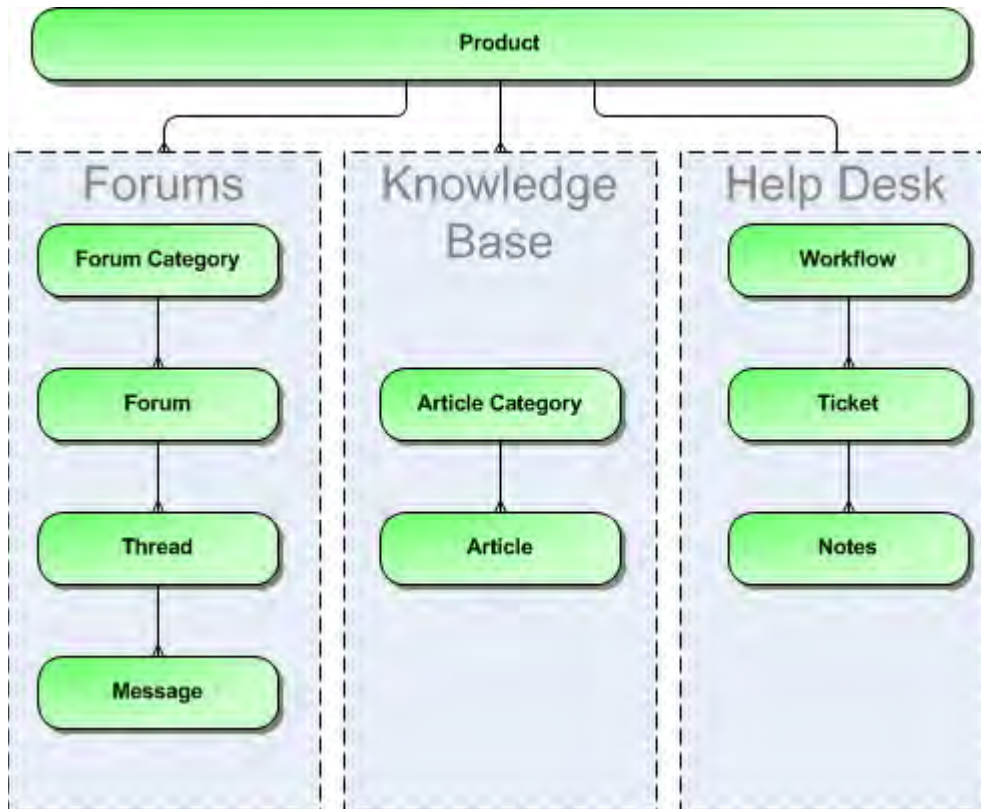 Product
Forums
Forum Category
Forum
Thread
Message
Knowledge
Base
Article Category
Article
Help Desk
Workflow
Ticket
Notes